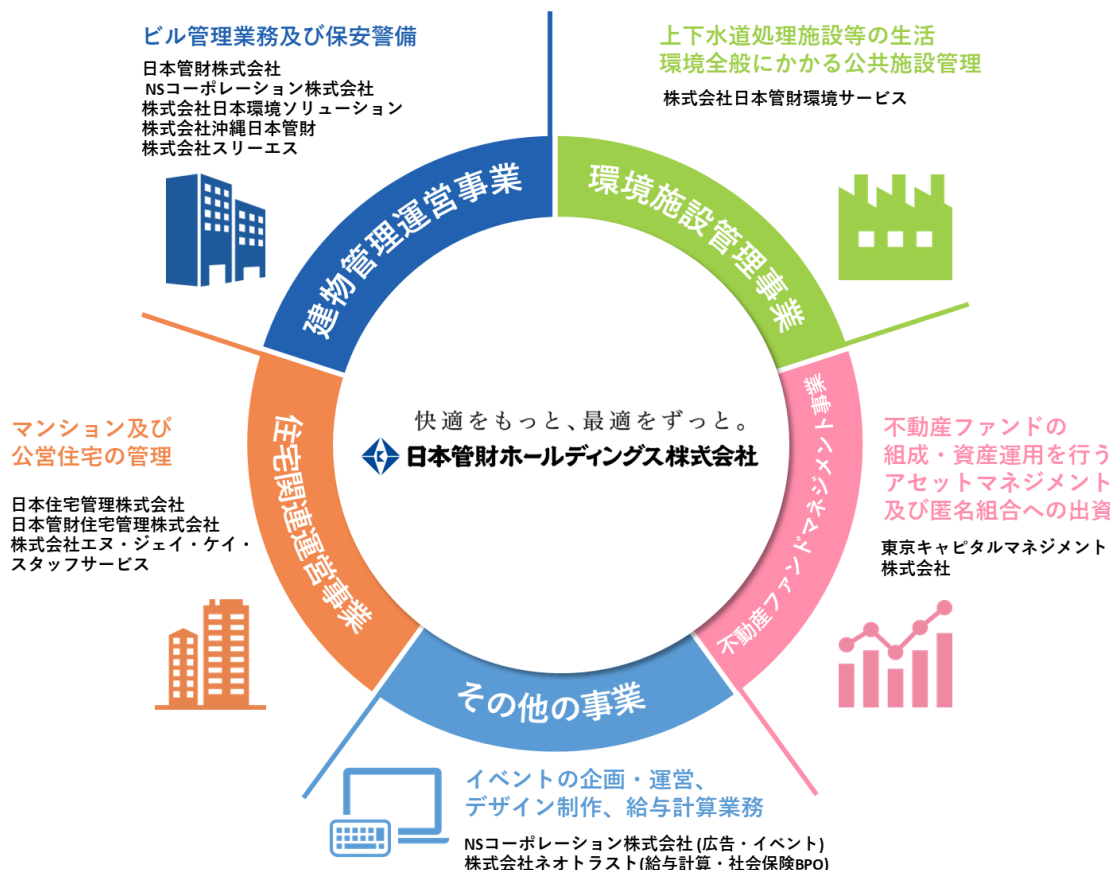 ビル管理業務及び保安警備
日本管財株式会社
NSコーポレーション株式会社
株式会社日本環境ソリューション
株式会社沖縄日本管財
株式会社スリーエス
建物管理運営事業
上下水道処理施設等の生活
環境全般にかかる公共施設管理
株式会社日本管財環境サービス
環境施設管理事業
快適をもっと、最適をずっと。
日本管財ホールディングス株式会社
マンション及び
公営住宅の管理
日本住宅管理株式会社
日本管財住宅管理株式会社
株式会社エヌ・ジェイ・ケイ・
スタッフサービス
住宅関連運営事業
不動産ファンドマネジメント事業
不動産ファンドの
組成・資産運用を行う
アセットマネジメント
及び匿名組合への出資
東京キャピタルマネジメント
株式会社
その他の事業
イベントの企画・運営、
デザイン制作、給与計算業務
NSコーポレーション株式会社 (広告・イベント)
株式会社ネオトラスト(給与計算・社会保険BPO)